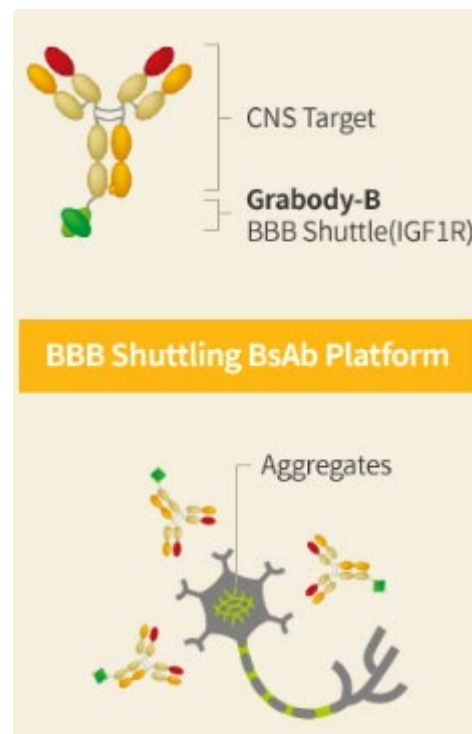 CNS Target
Grabody-B
BBB Shuttle(IGF1R)
BBB Shuttling BsAb Platform
Aggregates